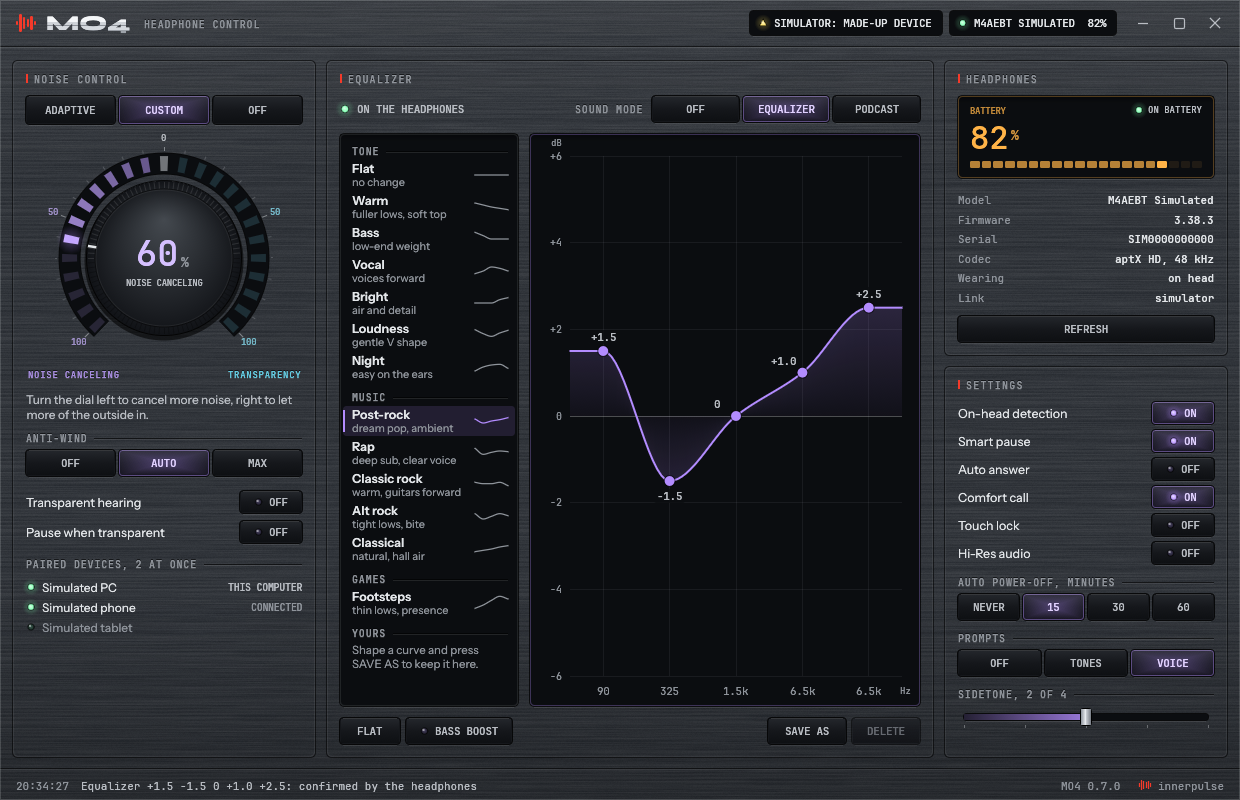 MO4 HEADPHONE CONTROL
SIMULATOR: MADE-UP DEVICE
M4AEBT SIMULATED 82%
NOISE CONTROL
ADAPTIVE CUSTOM OFF
0
50 50
60%
NOISE CANCELING
100 100
NOISE CANCELING TRANSPARENCY
Turn the dial left to cancel more noise, right to let
more of the outside in.
ANTI-WIND
OFF AUTO MAX
Transparent hearing OFF
Pause when transparent OFF
PAIRED DEVICES, 2 AT ONCE
Simulated PC THIS COMPUTER
Simulated phone CONNECTED
Simulated tablet
EQUALIZER
ON THE HEADPHONES
SOUND MODE OFF EQUALIZER PODCAST
TONE
Flat
no change
Warm
fuller lows, soft top
Bass
low-end weight
Vocal
voices forward
Bright
air and detail
Loudness
gentle V shape
Night
easy on the ears
MUSIC
Post-rock
dream pop, ambient
Rap
deep sub, clear voice
Classic rock
warm, guitars forward
Alt rock
tight lows, bite
Classical
natural, hall air
GAMES
Footsteps
thin lows, presence
YOURS
Shape a curve and press
SAVE AS to keep it here.
dB
+6
+4
+2
0
-2
-4
-6
+1.5
-1.5
0
+1.0
+2.5
90 325 1.5k 6.5k 6.5k Hz
FLAT BASS BOOST SAVE AS DELETE
HEADPHONES
BATTERY ON BATTERY
82%
Model M4AEBT Simulated
Firmware 3.38.3
Serial SIM0000000000
Codec aptX HD, 48 kHz
Wearing on head
Link simulator
REFRESH
SETTINGS
On-head detection ON
Smart pause ON
Auto answer OFF
Comfort call ON
Touch lock OFF
Hi-Res audio OFF
AUTO POWER-OFF, MINUTES
NEVER 15 30 60
PROMPTS
OFF TONES VOICE
SIDETONE, 2 OF 4
20:34:27 Equalizer +1.5 -1.5 0 +1.0 +2.5: confirmed by the headphones
MO4 0.7.0 innerpulse